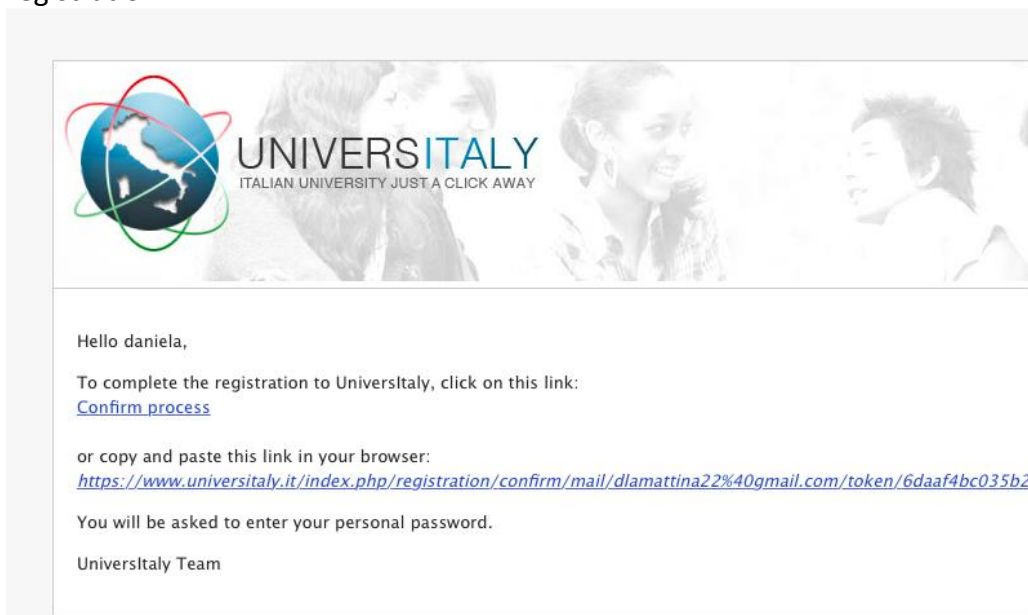 UNIVERSITALY
ITALIAN UNIVERSITY JUST A CLICK AWAY
Hello daniela,
To complete the registration to UniversItaly, click on this link:
Confirm process
or copy and paste this link in your browser:
https://www.universitaly.it/index.php/registration/confirm/mail/dlamattina22%40gmail.com/token/6daaf4bc035b2
You will be asked to enter your personal password.
UniversItaly Team